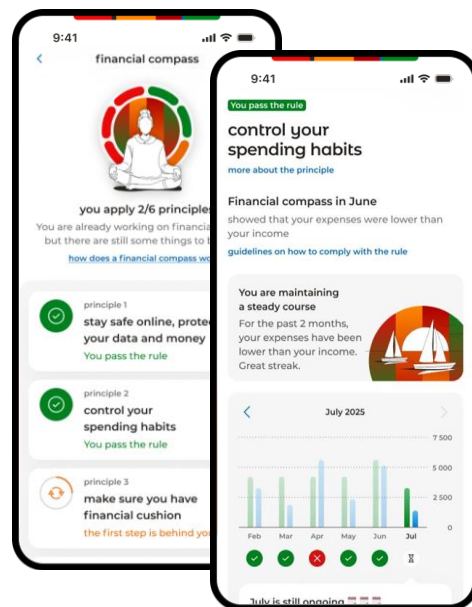 9:41
financial compass
you apply 2/6 principles
You are already working on financial
but there are still some things to
how does a financial compass
principle 1
stay safe online,
your data and money
You pass the rule
principle 2
control your
spending habits
You pass the rule
principle 3
make sure you have
financial cushion
the first step is behind
9:41
You pass the rule
control your
spending habits
more about the principle
Financial compass in June
showed that your expenses were lower than
your income
guidelines on how to comply with the rule
You are maintaining
a steady course
For the past 2 months,
your expenses have been
lower than your income.
Great streak.
July 2025
7 500
5 000
2 500
0
Feb Mar Apr May Jun Jul
July is still ongoing